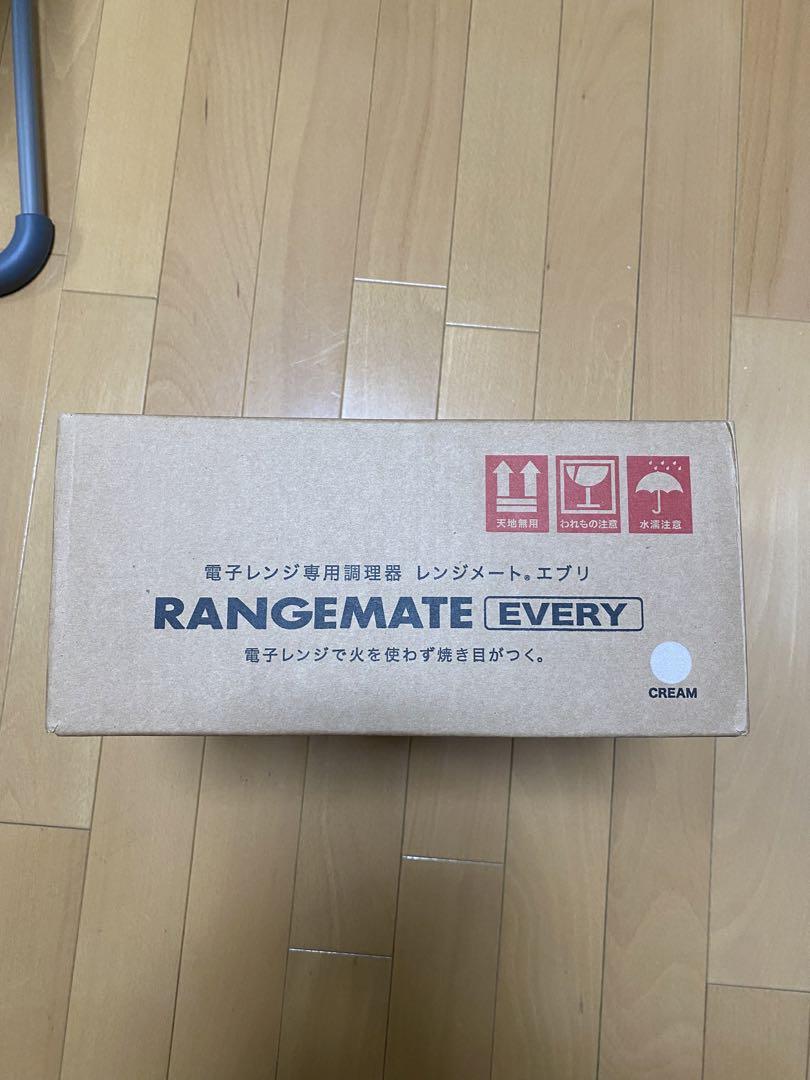 天地無用
われもの注意
水濡注意
電子レンジ専用調理器 レンジメート®エブリ
RANGEMATE EVERY
電子レンジで火を使わず焼き目がつく。
CREAM